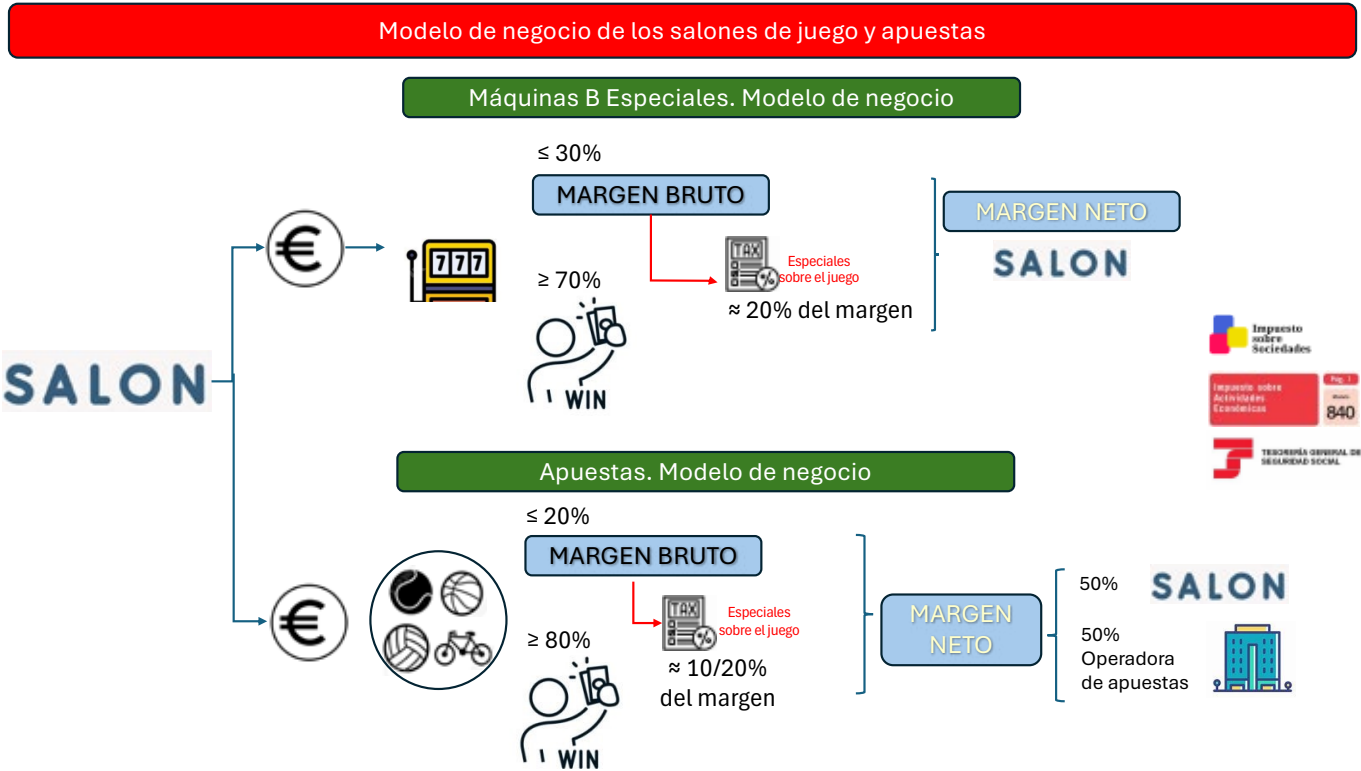 Modelo de negocio de los salones de juego y apuestas
Máquinas B Especiales. Modelo de negocio
≤ 30%
MARGEN BRUTO
MARGEN NETO
€
777
TAX
%
Especiales
sobre el juego
SALON
≥ 70%
≈ 20% del margen
WIN
Impuesto
sobre
Sociedades
SALON
Impuesto sobre
Actividades
Económicas
Pág. 1
840
TESORERÍA GENERAL DE
SEGURIDAD SOCIAL
Apuestas. Modelo de negocio
≤ 20%
MARGEN BRUTO
€
TAX
%
Especiales
sobre el juego
≥ 80%
≈ 10/20%
del margen
WIN
MARGEN
NETO
50%
SALON
50%
Operadora
de apuestas